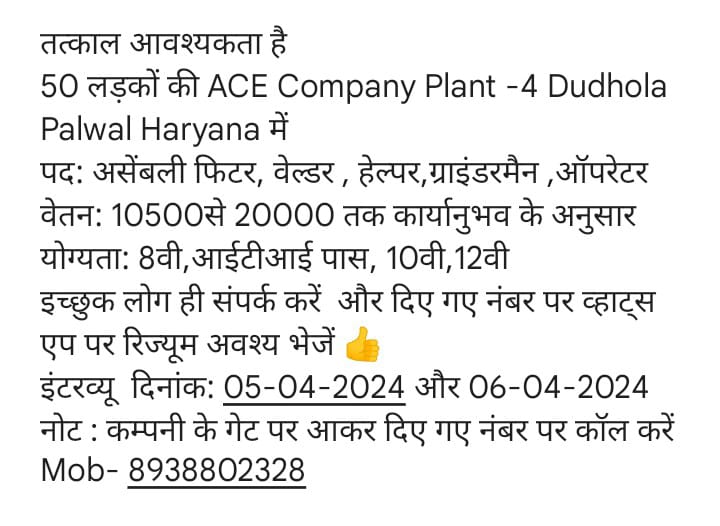 तत्काल आवश्यकता है
50 लड़कों की ACE Company Plant -4 Dudhola
Palwal Haryana में
पद: असेंबली फिटर, वेल्डर , हेल्पर,ग्राइंडरमैन ,ऑपरेटर
वेतन: 10500से 20000 तक कार्यानुभव के अनुसार
योग्यता: 8वी,आईटीआई पास, 10वी,12वी
इच्छुक लोग ही संपर्क करें  और दिए गए नंबर पर व्हाट्स
एप पर रिज्यूम अवश्य भेजें 👍
इंटरव्यू  दिनांक: 05-04-2024 और 06-04-2024
नोट : कम्पनी के गेट पर आकर दिए गए नंबर पर कॉल करें
Mob- 8938802328